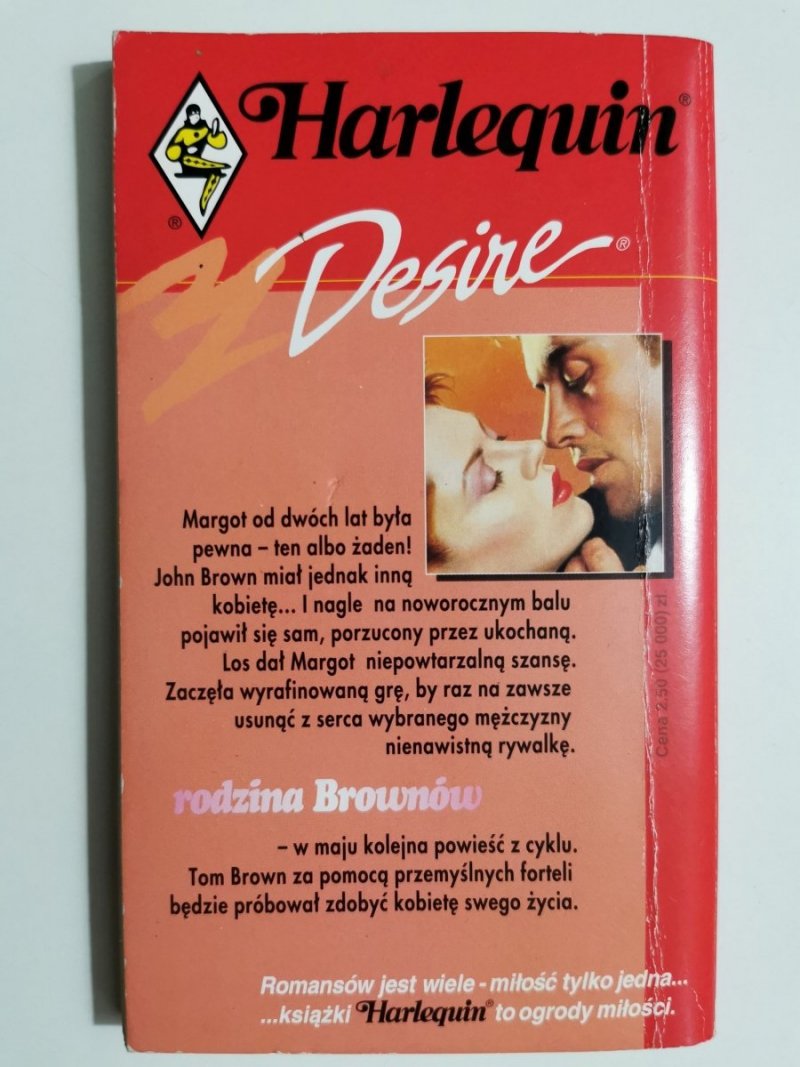 Harlequin®
®
Desire®
Margot od dwóch lat była
pewna – ten albo żaden!
John Brown miał jednak inną
kobietę... I nagle na noworocznym balu
pojawił się sam, porzucony przez ukochaną.
Los dał Margot niepowtarzalną szansę.
Zaczęła wyrafinowaną grę, by raz na zawsze
usunąć z serca wybranego mężczyzny
nienawistną rywalkę.
Cena 2.50 (25 000) zł
rodzina Brownów
– w maju kolejna powieść z cyklu.
Tom Brown za pomocą przemyślnych forteli
będzie próbował zdobyć kobietę swego życia.
Romansów jest wiele - miłość tylko jedna...
...książki Harlequin® to ogrody miłości.